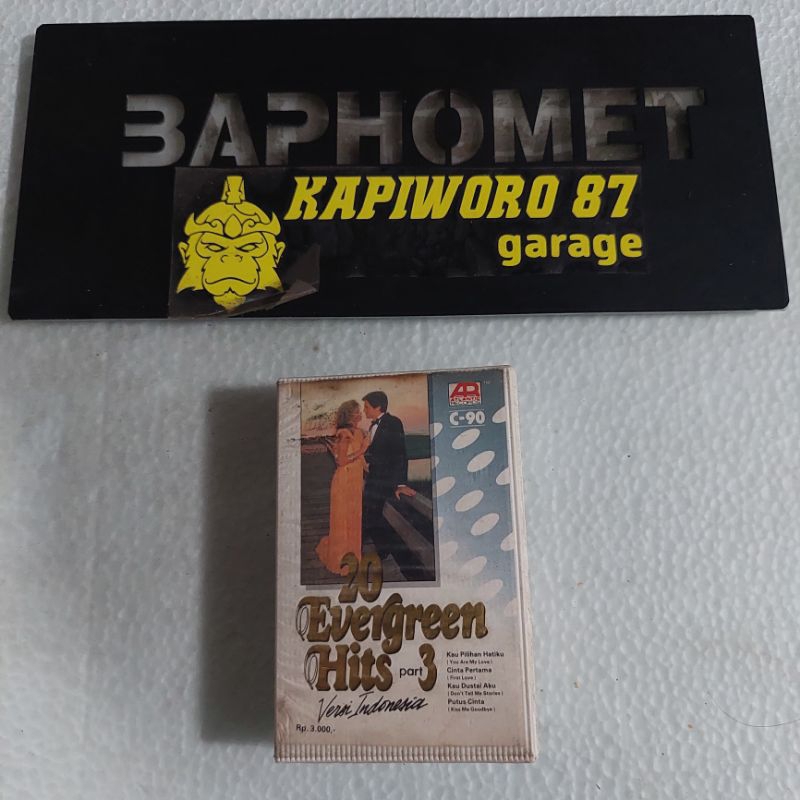 BAPHOMET
KAPIWORO 87
garage
C-90
20
Evergreen
Hits part 3
Versi Indonesia
Rp. 3.000,-
Kau Pilihan Hatiku
( You Are My Love )
Cinta Pertama
( First Love )
Kau Dustai Aku
( Don't Tell Me Stories )
Putus Cinta
( Kiss Me Goodbye )